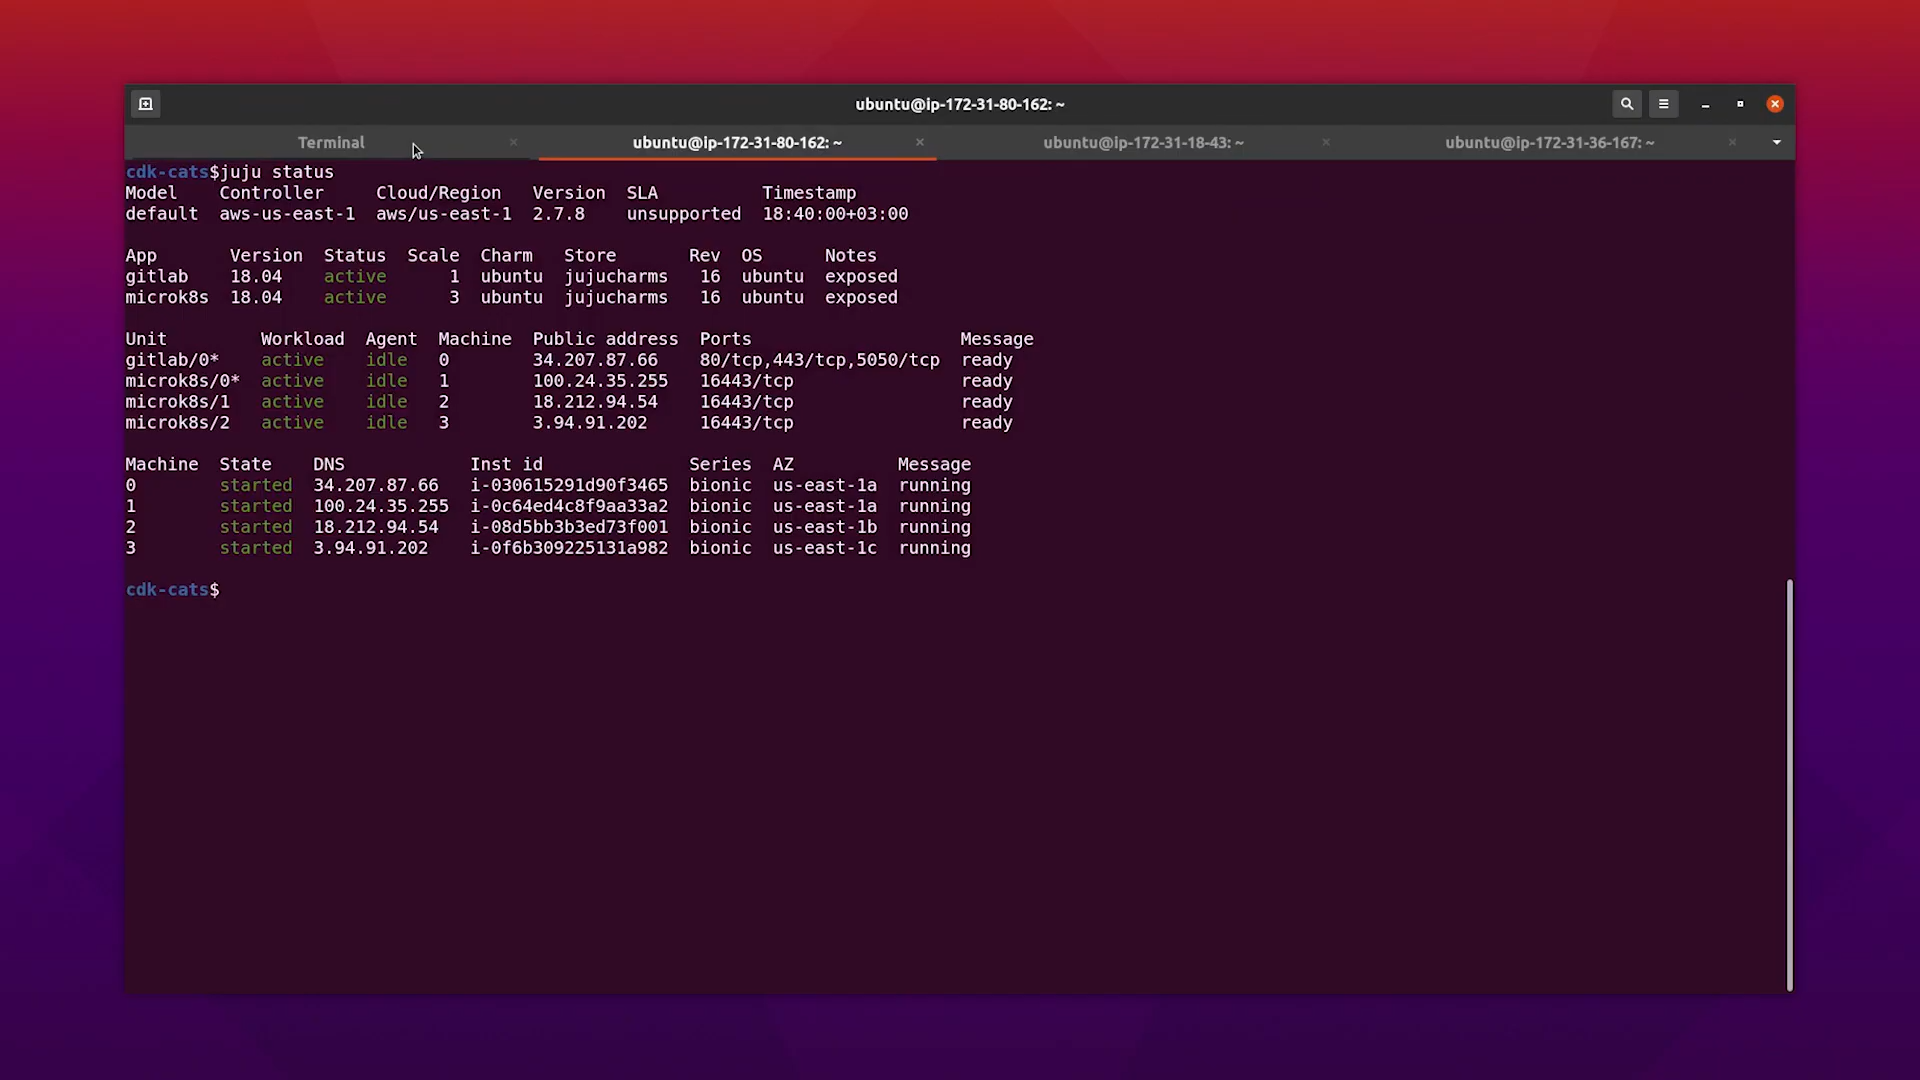 ubuntu@ip-172-31-80-162: ~
Terminal ubuntu@ip-172-31-80-162: ~ ubuntu@ip-172-31-18-43: ~ ubuntu@ip-172-31-36-167: ~
cdk-cats$juju status
Model     Controller     Cloud/Region   Version  SLA          Timestamp
default  aws-us-east-1  aws/us-east-1  2.7.8    unsupported  18:40:00+03:00
App       Version  Status  Scale  Charm   Store       Rev  OS      Notes
gitlab    18.04    active      1  ubuntu  jujucharms   16  ubuntu  exposed
microk8s  18.04    active      3  ubuntu  jujucharms   16  ubuntu  exposed
Unit         Workload  Agent  Machine  Public address  Ports                    Message
gitlab/0*    active    idle   0        34.207.87.66    80/tcp,443/tcp,5050/tcp  ready
microk8s/0*  active    idle   1        100.24.35.255   16443/tcp                ready
microk8s/1   active    idle   2        18.212.94.54    16443/tcp                ready
microk8s/2   active    idle   3        3.94.91.202     16443/tcp                ready
Machine  State    DNS            Inst id              Series  AZ          Message
0        started  34.207.87.66   i-030615291d90f3465  bionic  us-east-1a  running
1        started  100.24.35.255  i-0c64ed4c8f9aa33a2  bionic  us-east-1a  running
2        started  18.212.94.54   i-08d5bb3b3ed73f001  bionic  us-east-1b  running
3        started  3.94.91.202    i-0f6b309225131a982  bionic  us-east-1c  running
cdk-cats$